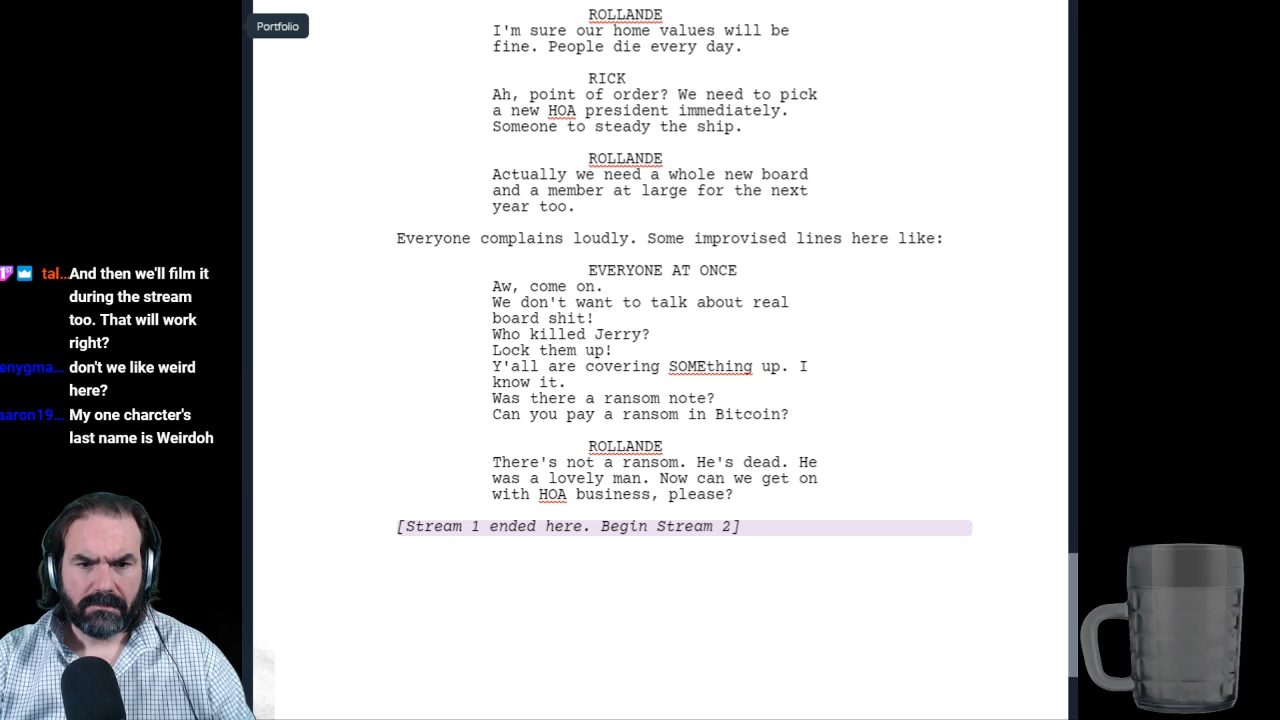 Portfolio
ROLLANDE
I'm sure our home values will be
fine. People die every day.
RICK
Ah, point of order? We need to pick
a new HOA president immediately.
Someone to steady the ship.
ROLLANDE
Actually we need a whole new board
and a member at large for the next
year too.
Everyone complains loudly. Some improvised lines here like:
EVERYONE AT ONCE
Aw, come on.
We don't want to talk about real
board shit!
Who killed Jerry?
Lock them up!
Y'all are covering SOMEthing up. I
know it.
Was there a ransom note?
Can you pay a ransom in Bitcoin?
ROLLANDE
There's not a ransom. He's dead. He
was a lovely man. Now can we get on
with HOA business, please?
[Stream 1 ended here. Begin Stream 2]
tal... And then we'll film it
during the stream
too. That will work
right?
enygma... don't we like weird
here?
aaron19... My one charcter's
last name is Weirdoh